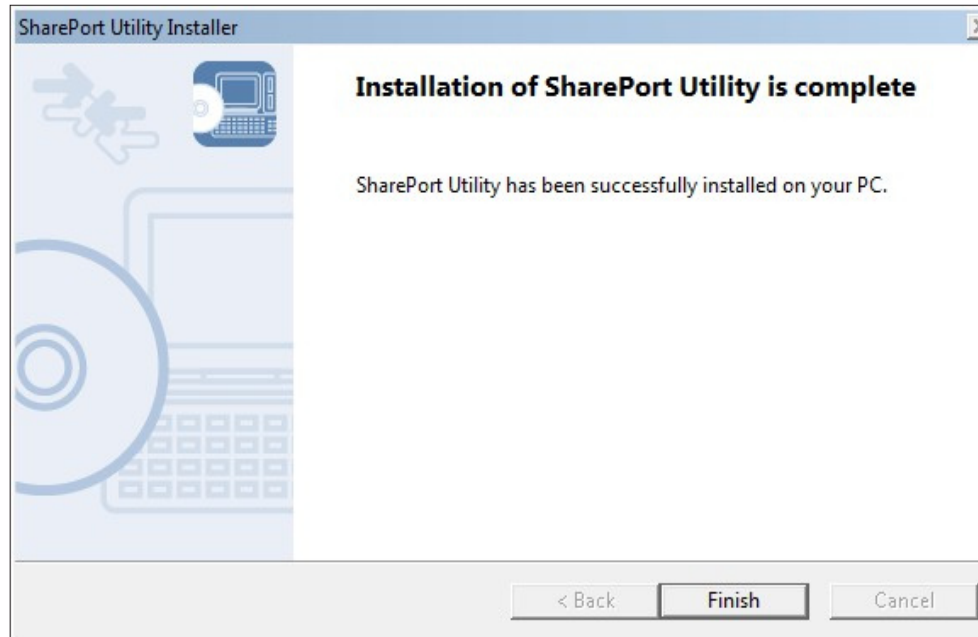 SharePort Utility Installer
Installation of SharePort Utility is complete
SharePort Utility has been successfully installed on your PC.
< Back
Finish
Cancel